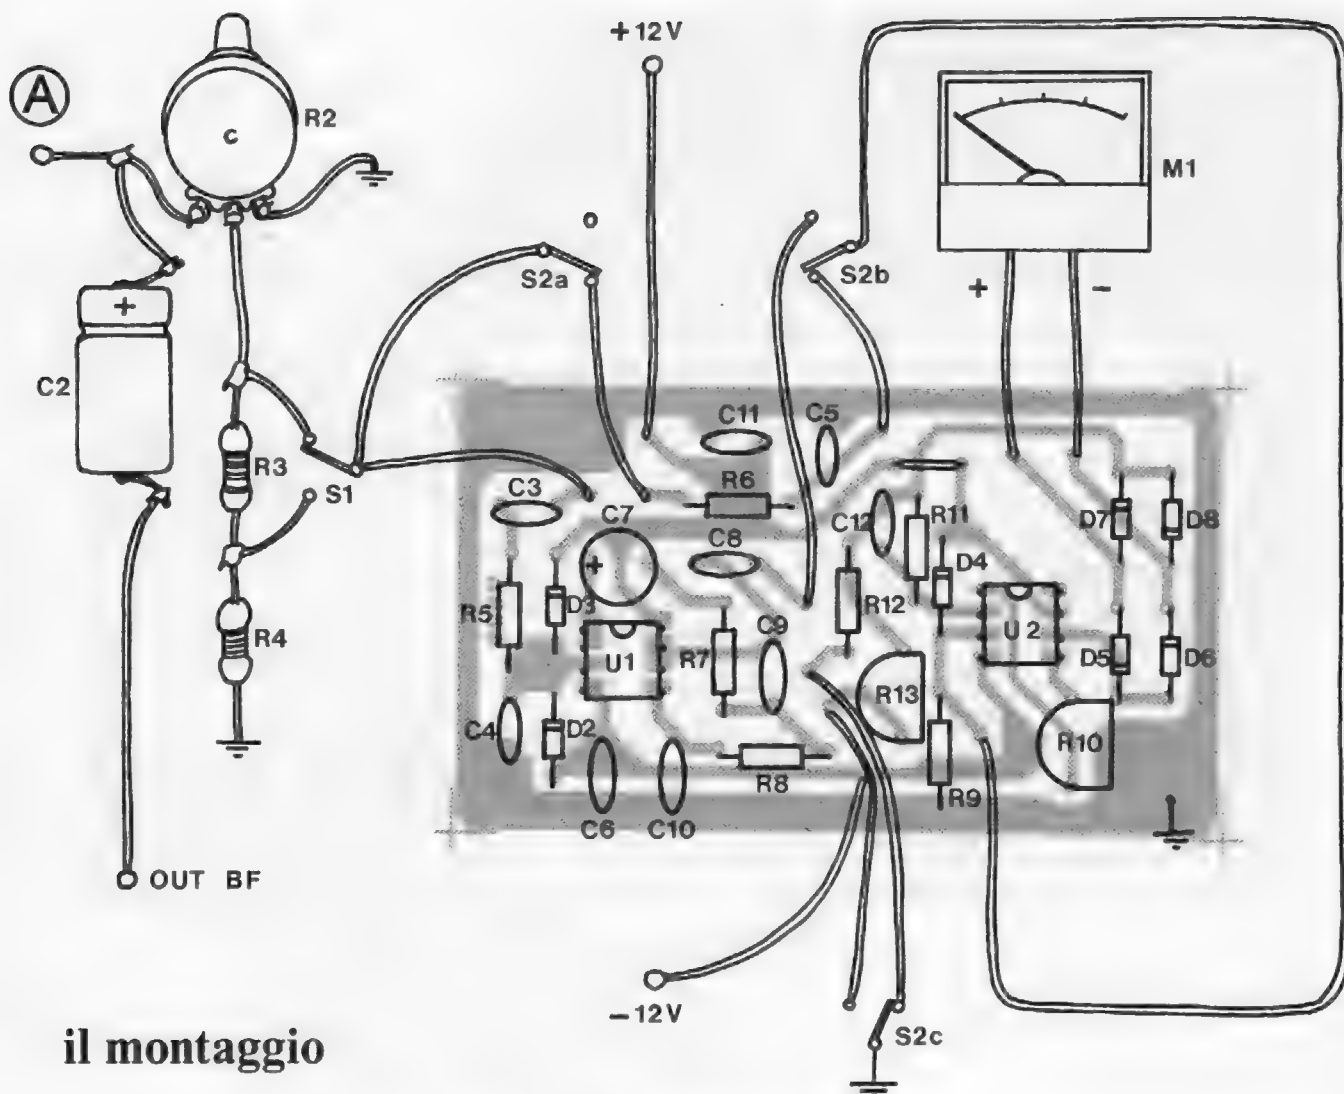 +12V
A
R2
C
M1
S2a
S2b
+ -
+
C2
C11
C5
R3
S1
R6
C3
C7
C12
R11
D7
D8
C8
+
D4
R5
D3
R12
R4
U2
C9
U1
R7
D5
D6
R13
C4
D2
R10
R8
R9
C6
C10
OUT BF
-12V
S2c
il montaggio